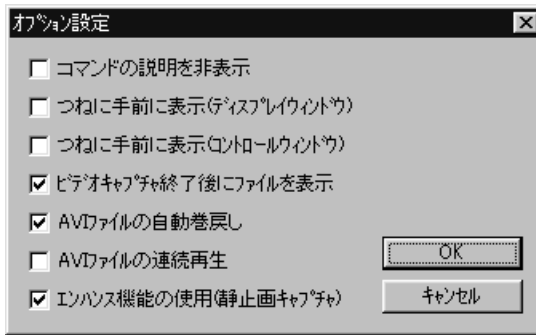 ｵﾌﾟｼｮﾝ設定
コマンドの説明を非表示
つねに手前に表示(ﾃﾞｨｽﾌﾟﾚｲｳｨﾝﾄﾞｳ)
つねに手前に表示(ｺﾝﾄﾛｰﾙｳｨﾝﾄﾞｳ)
ﾋﾞﾃﾞｵｷｬﾌﾟﾁｬ終了後にファイルを表示
AVIファイルの自動巻戻し
AVIファイルの連続再生
OK
エンハンス機能の使用(静止画ｷｬﾌﾟﾁｬ)
ｷｬﾝｾﾙ